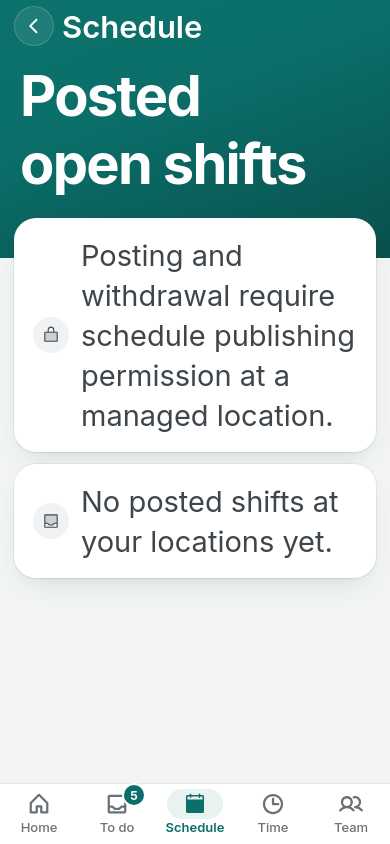 Schedule
Posted
open shifts
Posting and
withdrawal require
schedule publishing
permission at a
managed location.
No posted shifts at
your locations yet.
5
Home
To do
Schedule
Time
Team